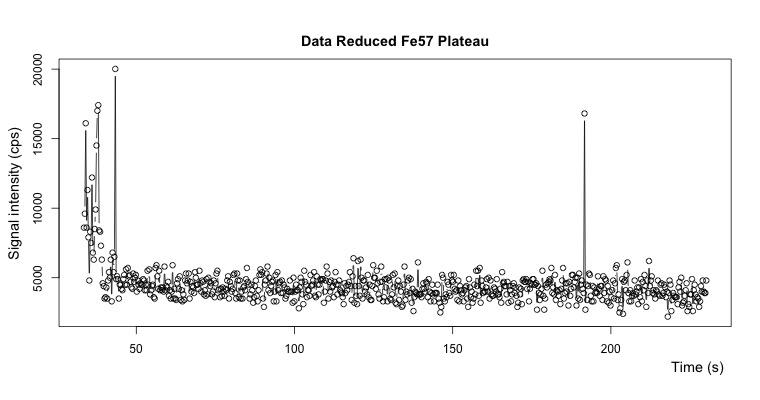 Data Reduced Fe57 Plateau
Signal intensity (cps)
20000
15000
10000
5000
50 100 150 200
Time (s)